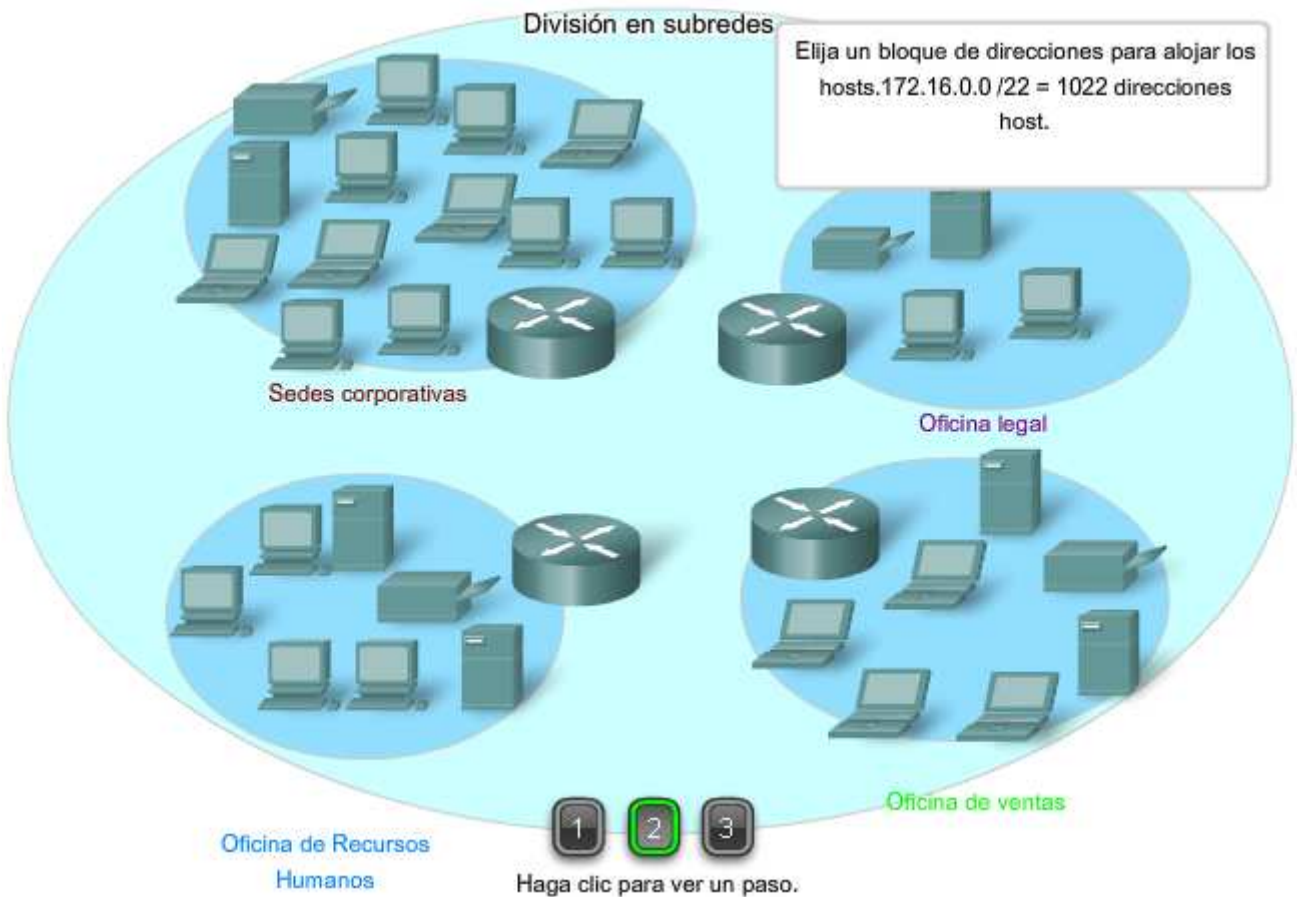 División en subredes
Elija un bloque de direcciones para alojar los
hosts.172.16.0.0 /22 = 1022 direcciones
host.
Sedes corporativas
Oficina legal
Oficina de ventas
Oficina de Recursos
Humanos
1 2 3
Haga clic para ver un paso.